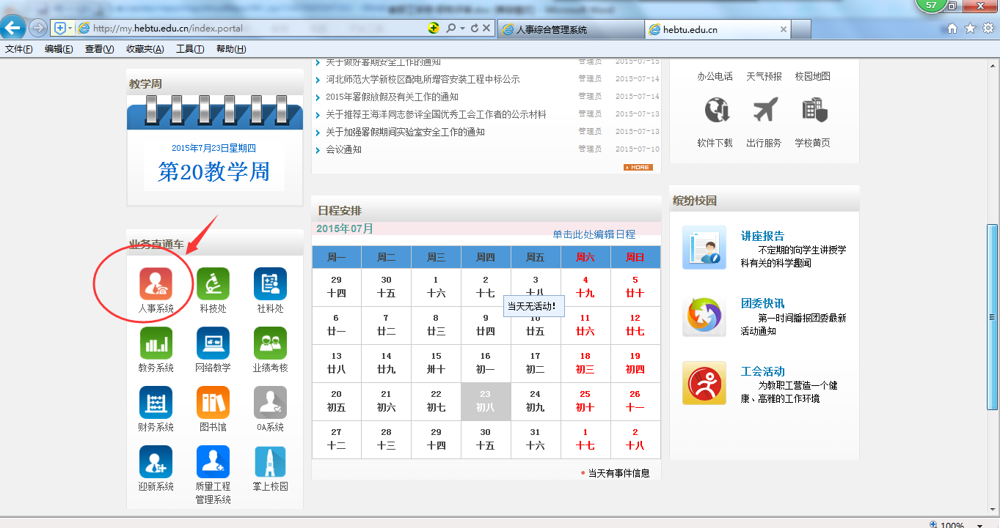 57
http://my.hebtu.edu.cn/index.portal
人事综合管理系统
hebtu.edu.cn
文件(F) 编辑(E) 查看(V) 收藏夹(A) 工具(T) 帮助(H)
教学周
2015年7月23日星期四
第20教学周
业务直通车
人事系统 科技处 社科处
教务系统 网络教学 业绩考核
财务系统 图书馆 OA系统
迎新系统 质量工程 掌上校园
管理系统
关于做好暑期安全工作的通知 管理员 2015-07-15
河北师范大学新校区配电所增容安装工程中标公示 管理员 2015-07-14
2015年暑假放假及有关工作的通知 管理员 2015-07-14
关于推荐王海洋同志参评全国优秀工会工作者的公示材料 管理员 2015-07-13
关于加强暑假期间实验室安全工作的通知 管理员 2015-07-13
会议通知 管理员 2015-07-10
MORE
日程安排
2015年07月
单击此处编辑日程
周一 周二 周三 周四 周五 周六 周日
29 30 1 2 3 4 5
十四 十五 十六 十七 十八 十九 廿十
当天无活动!
6 7 8 9 10 11 12
廿一 廿二 廿三 廿四 廿五 廿六 廿七
13 14 15 16 17 18 19
廿八 廿九 卅十 初一 初二 初三 初四
20 21 22 23 24 25 26
初五 初六 初七 初八 初九 初十 十一
27 28 29 30 31 1 2
十二 十三 十四 十五 十六 十七 十八
当天有事件信息
办公电话 天气预报 校园地图
软件下载 出行服务 学校黄页
缤纷校园
讲座报告
不定期的向学生讲授学
科有关的科学趣闻
团委快讯
第一时间播报团委最新
活动通知
工会活动
为教职工营造一个健
康、高雅的工作环境
100%